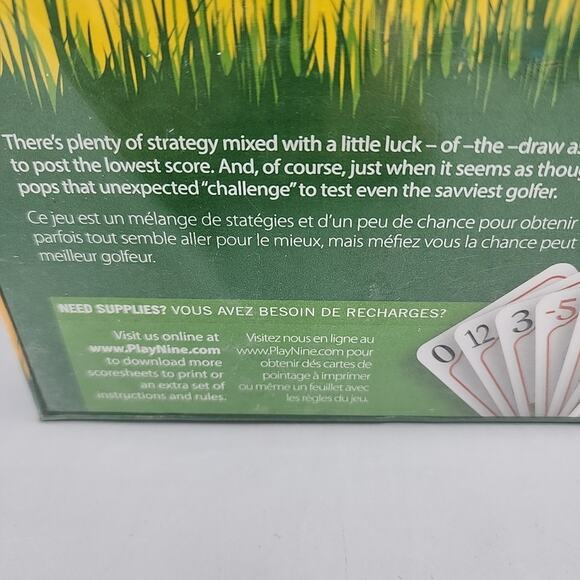 There's plenty of strategy mixed with a little luck – of –the –draw as
to post the lowest score. And, of course, just when it seems as thou
pops that unexpected "challenge" to test even the savviest golfer.
Ce jeu est un mélange de statégies et d'un peu de chance pour obtenir
parfois tout semble aller pour le mieux, mais méfiez vous la chance peut
meilleur golfeur.
NEED SUPPLIES? VOUS AVEZ BESOIN DE RECHARGES?
Visit us online at
www.PlayNine.com
to download more
scoresheets to print or
an extra set of
instructions and rules.
Visitez nous en ligne au
www.PlayNine.com pour
obtenir dés cartes de
pointage à imprimer
ou même un feuillet avec
les règles du jeu.
0 12 3 -5